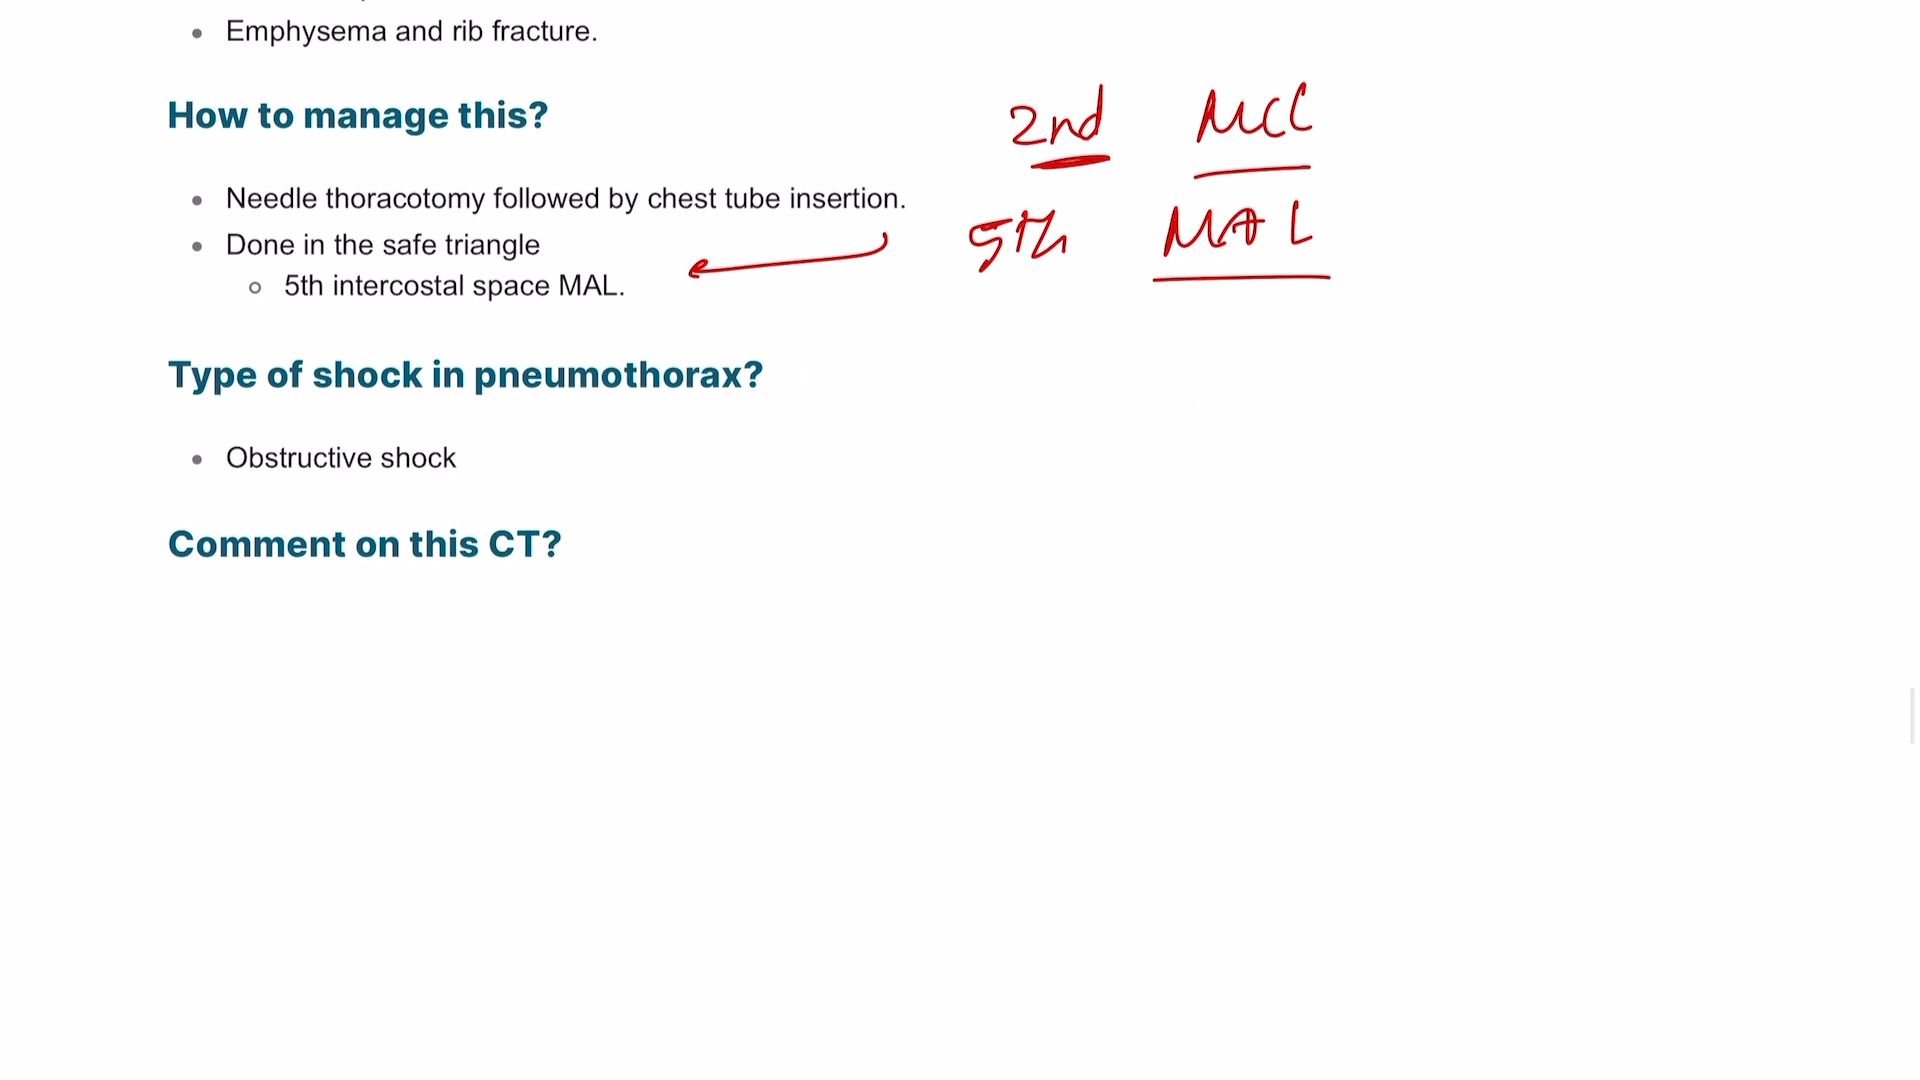 Emphysema and rib fracture.
How to manage this?
2nd MCL
Needle thoracotomy followed by chest tube insertion.
5th MAL
Done in the safe triangle
5th intercostal space MAL.
Type of shock in pneumothorax?
Obstructive shock
Comment on this CT?